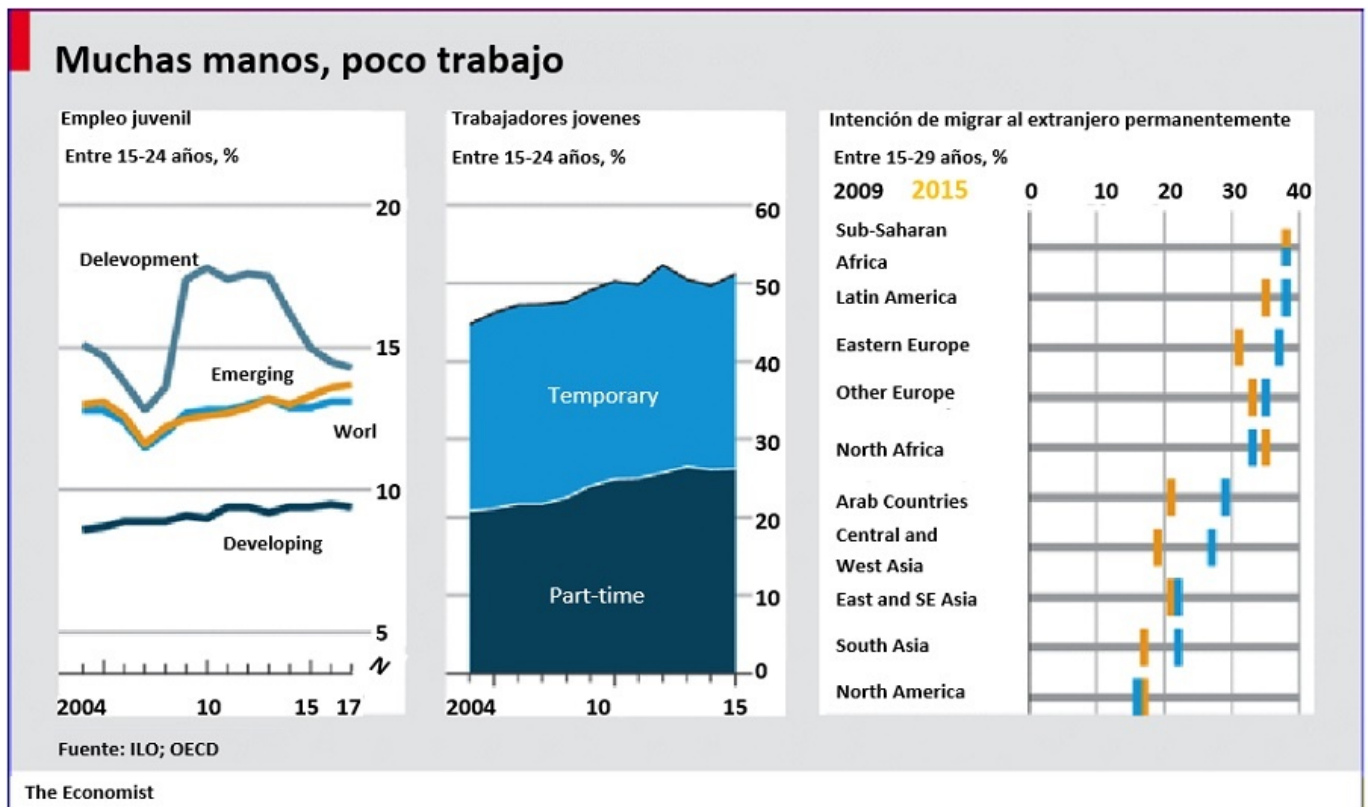 Muchas manos, poco trabajo
Empleo juvenil
Entre 15-24 años, %
20
Delevopment
15
Emerging
Worl
10
Developing
5
2004 10 15 17
Trabajadores jovenes
Entre 15-24 años, %
60
50
40
Temporary
30
20
Part-time
10
0
2004 10 15
Intención de migrar al extranjero permanentemente
Entre 15-29 años, %
2009 2015 0 10 20 30 40
Sub-Saharan
Africa
Latin America
Eastern Europe
Other Europe
North Africa
Arab Countries
Central and
West Asia
East and SE Asia
South Asia
North America
Fuente: ILO; OECD
The Economist